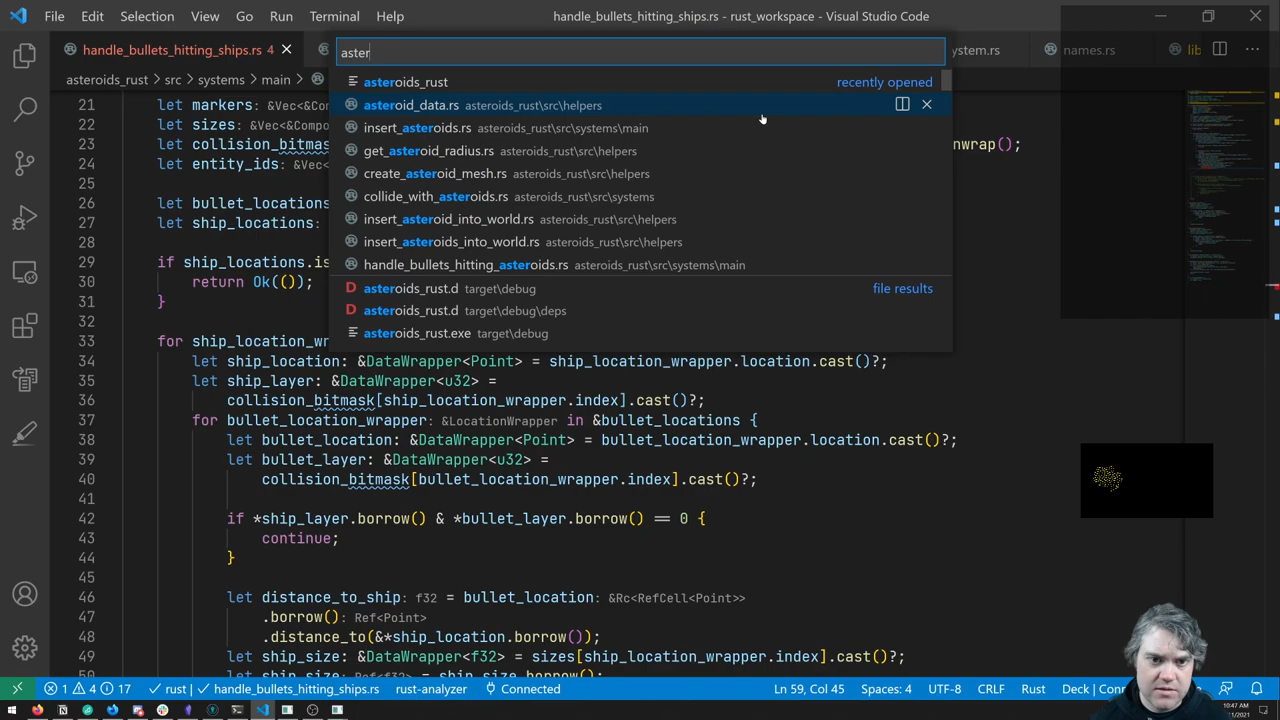 File Edit Selection View Go Run Terminal Help
handle_bullets_hitting_ships.rs - rust_workspace - Visual Studio Code
handle_bullets_hitting_ships.rs 4
ystem.rs
names.rs
lib
asteroids_rust > src > systems > main >
aster
asteroids_rust recently opened
asteroid_data.rs asteroids_rust\src\helpers
insert_asteroids.rs asteroids_rust\src\systems\main
get_asteroid_radius.rs asteroids_rust\src\helpers
create_asteroid_mesh.rs asteroids_rust\src\helpers
collide_with_asteroids.rs asteroids_rust\src\systems
insert_asteroid_into_world.rs asteroids_rust\src\helpers
insert_asteroids_into_world.rs asteroids_rust\src\helpers
handle_bullets_hitting_asteroids.rs asteroids_rust\src\systems\main
asteroids_rust.d target\debug file results
asteroids_rust.d target\debug\deps
asteroids_rust.exe target\debug
21 let markers: &Vec<&Com
22 let sizes: &Vec<&Compo
23 let collision_bitmas nwrap();
24 let entity_ids: &Vec<
25
26 let bullet_locations
27 let ship_locations:
28
29 if ship_locations.is
30 return Ok(());
31 }
32
33 for ship_location_wr
34 let ship_location: &DataWrapper<Point> = ship_location_wrapper.location.cast()?;
35 let ship_layer: &DataWrapper<u32> =
36 collision_bitmask[ship_location_wrapper.index].cast()?;
37 for bullet_location_wrapper: &LocationWrapper in &bullet_locations {
38 let bullet_location: &DataWrapper<Point> = bullet_location_wrapper.location.cast()?;
39 let bullet_layer: &DataWrapper<u32> =
40 collision_bitmask[bullet_location_wrapper.index].cast()?;
41
42 if *ship_layer.borrow() & *bullet_layer.borrow() == 0 {
43 continue;
44 }
45
46 let distance_to_ship: f32 = bullet_location: &Rc<RefCell<Point>>
47 .borrow(): Ref<Point>
48 .distance_to(&*ship_location.borrow());
49 let ship_size: &DataWrapper<f32> = sizes[ship_location_wrapper.index].cast()?;
1 4 17 rust | handle_bullets_hitting_ships.rs rust-analyzer Connected Ln 59, Col 45 Spaces: 4 UTF-8 CRLF Rust Deck | Con
10:47 AM